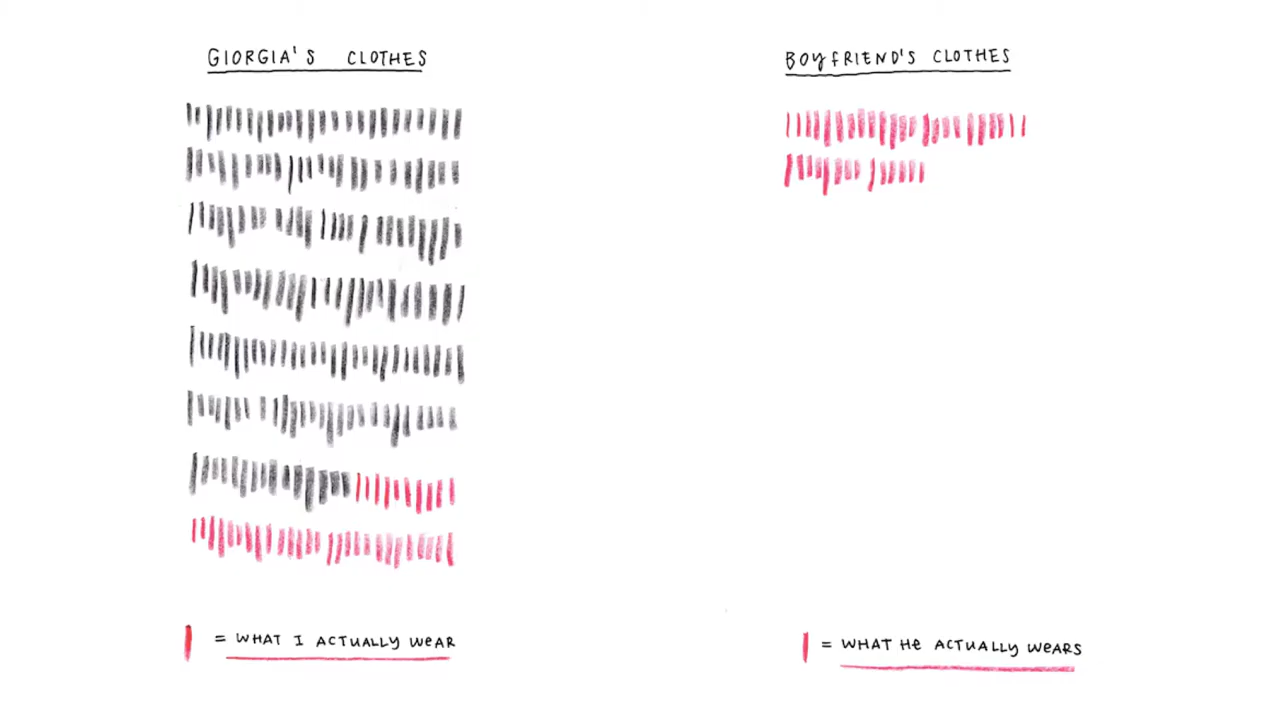 GIORGIA'S CLOTHES
BOYFRIEND'S CLOTHES
= WHAT I ACTUALLY WEAR
= WHAT HE ACTUALLY WEARS